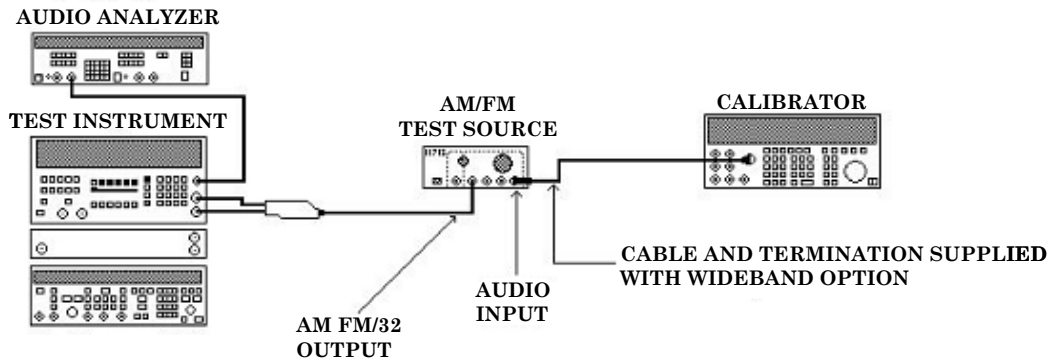 AUDIO ANALYZER
TEST INSTRUMENT
AM/FM
TEST SOURCE
CALIBRATOR
CABLE AND TERMINATION SUPPLIED
WITH WIDEBAND OPTION
AUDIO
INPUT
AM FM/32
OUTPUT